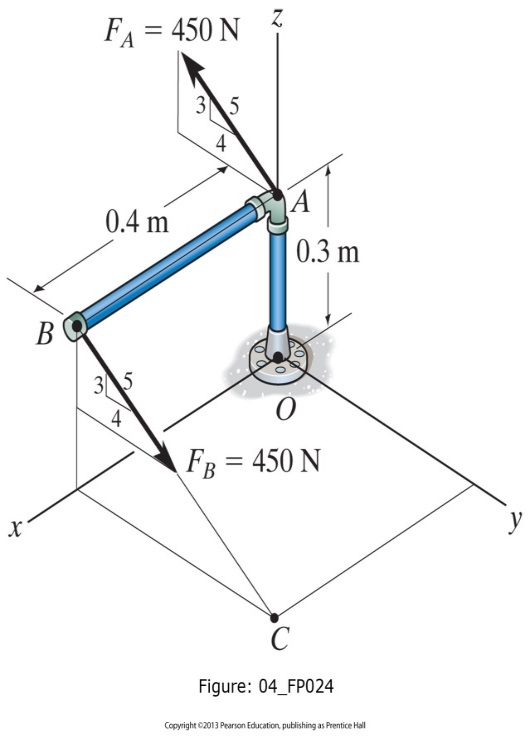 F_A = 450 N
z
3
5
4
A
0.4 m
0.3 m
B
3
5
4
O
F_B = 450 N
x
y
C
Figure: 04_FP024
Copyright ©2013 Pearson Education, publishing as Prentice Hall